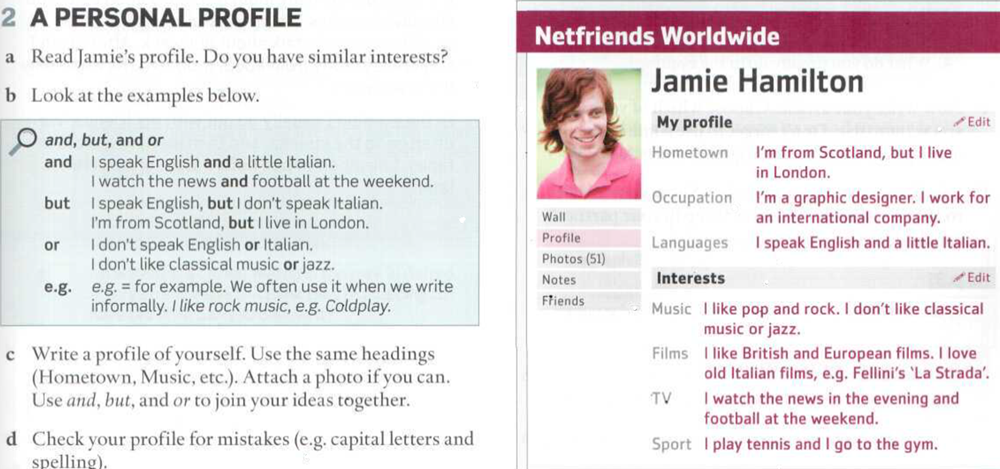 2 A PERSONAL PROFILE
a Read Jamie's profile. Do you have similar interests?
b Look at the examples below.
and, but, and or
and I speak English and a little Italian.
I watch the news and football at the weekend.
but I speak English, but I don't speak Italian.
I'm from Scotland, but I live in London.
or I don't speak English or Italian.
I don't like classical music or jazz.
e.g. e.g. = for example. We often use it when we write
informally. I like rock music, e.g. Coldplay.
c Write a profile of yourself. Use the same headings
(Hometown, Music, etc.). Attach a photo if you can.
Use and, but, and or to join your ideas together.
d Check your profile for mistakes (e.g. capital letters and
spelling).
Netfriends Worldwide
Jamie Hamilton
Wall
Profile
Photos (51)
Notes
Friends
My profile Edit
Hometown I'm from Scotland, but I live
in London.
Occupation I'm a graphic designer. I work for
an international company.
Languages I speak English and a little Italian.
Interests Edit
Music I like pop and rock. I don't like classical
music or jazz.
Films I like British and European films. I love
old Italian films, e.g. Fellini's 'La Strada'.
TV I watch the news in the evening and
football at the weekend.
Sport I play tennis and I go to the gym.